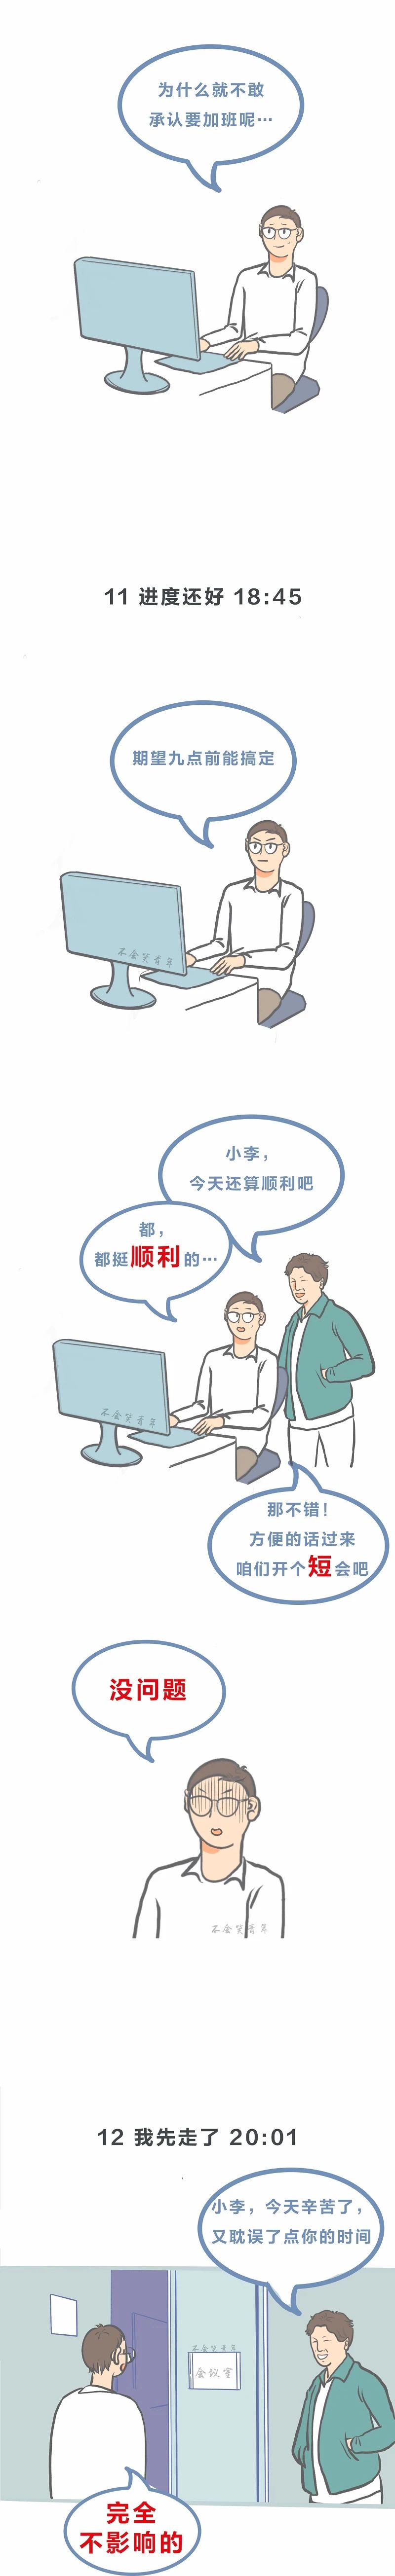 为什么就不敢
承认要加班呢…
11 进度还好 18:45
期望九点前能搞定
不会笑青年
小李，
今天还算顺利吧
都，
都挺顺利的…
不会笑青年
那不错！
方便的话过来
咱们开个短会吧
没问题
不会笑青年
12 我先走了 20:01
小李，今天辛苦了，
又耽误了点你的时间
不会笑青年
会议室
完全
不影响的